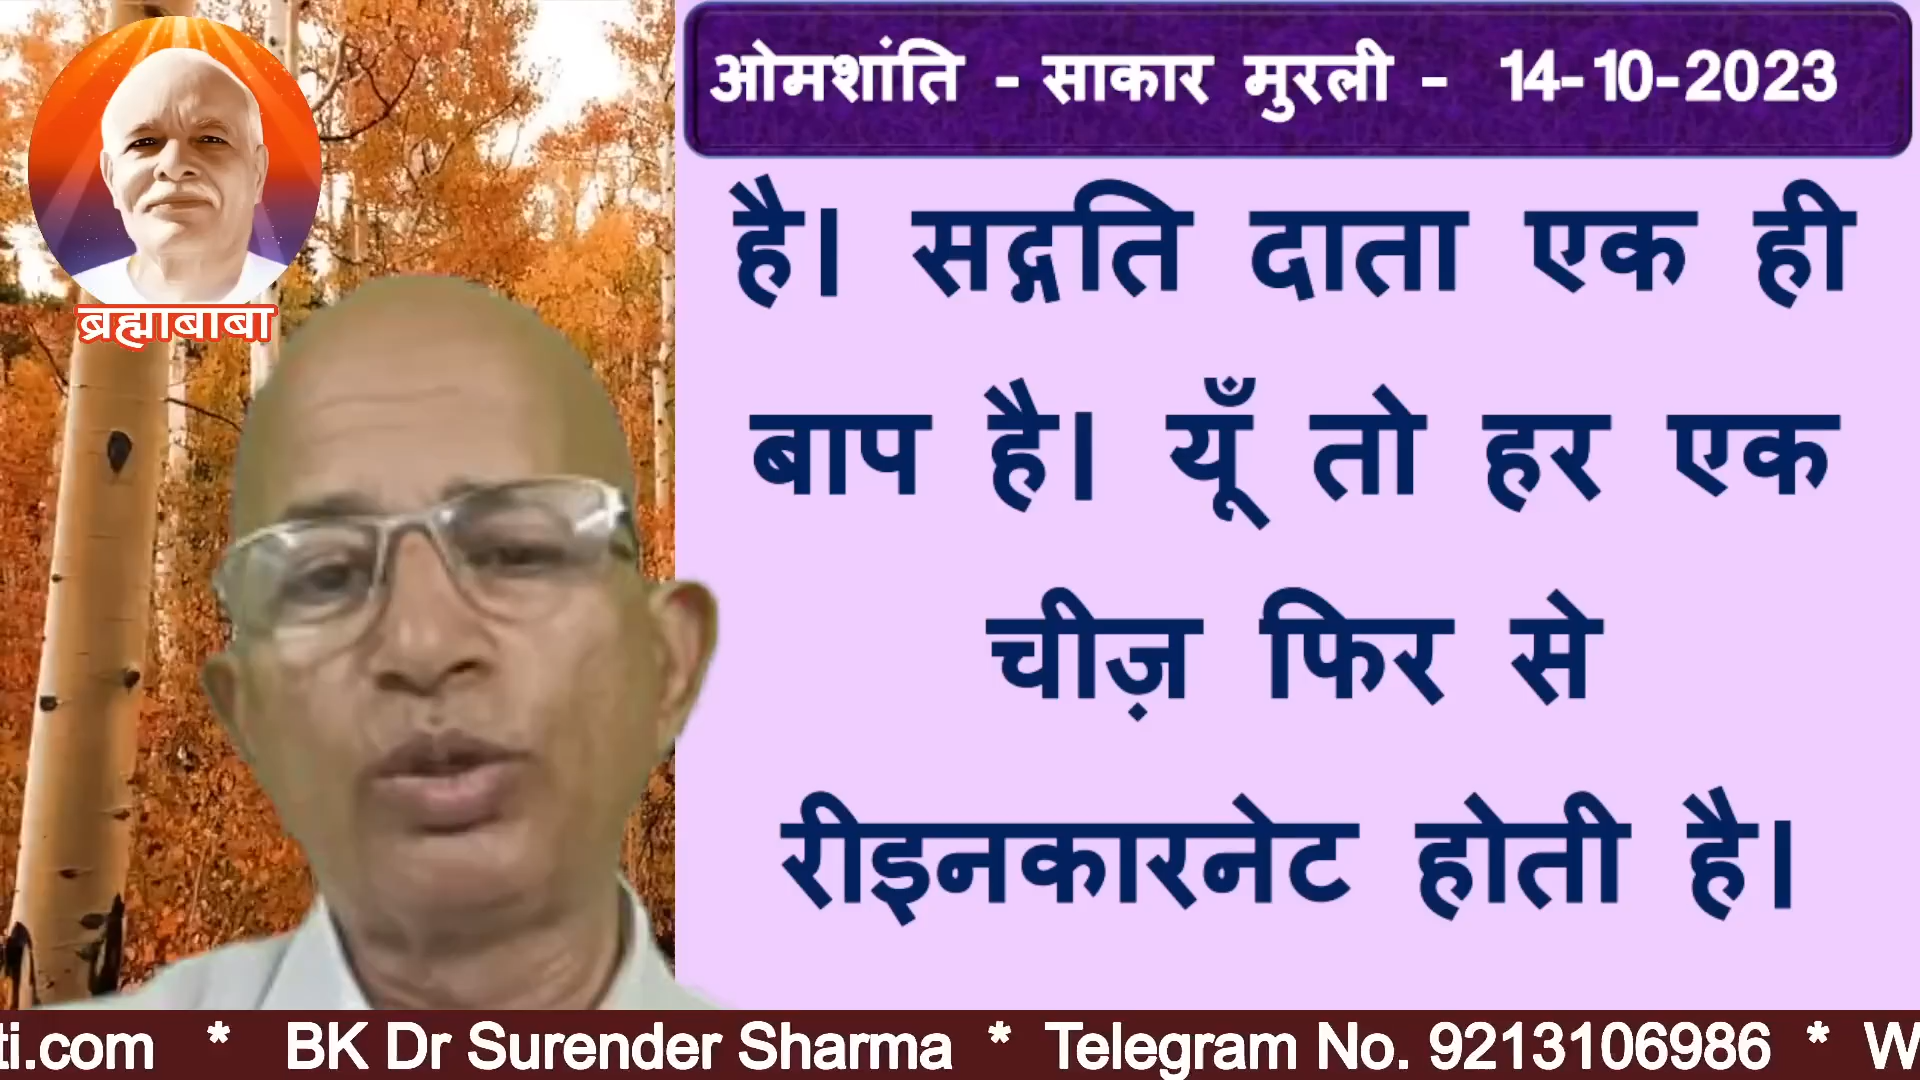 ओमशांति - साकार मुरली - 14-10-2023
ब्रह्माबाबा
है। सद्गति दाता एक ही
बाप है। यूँ तो हर एक
चीज़ फिर से
रीइनकारनेट होती है।
ti.com * BK Dr Surender Sharma * Telegram No. 9213106986 * W